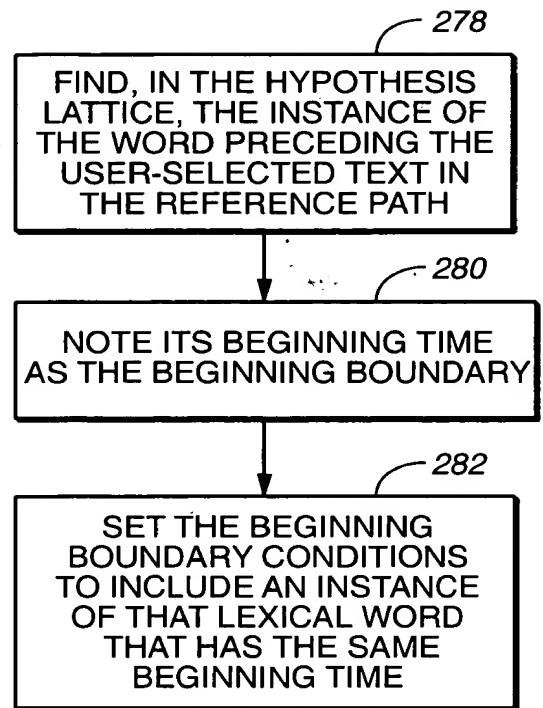 278
FIND, IN THE HYPOTHESIS
LATTICE, THE INSTANCE OF
THE WORD PRECEDING THE
USER-SELECTED TEXT IN
THE REFERENCE PATH
280
NOTE ITS BEGINNING TIME
AS THE BEGINNING BOUNDARY
282
SET THE BEGINNING
BOUNDARY CONDITIONS
TO INCLUDE AN INSTANCE
OF THAT LEXICAL WORD
THAT HAS THE SAME
BEGINNING TIME